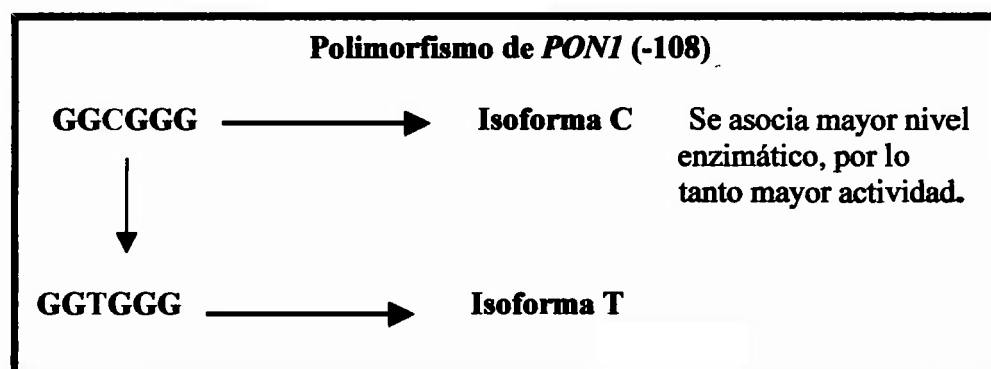 Polimorfismo de PON1 (-108)
GGCGGG Isoforma C Se asocia mayor nivel
enzimático, por lo
tanto mayor actividad.
GGTGGG Isoforma T